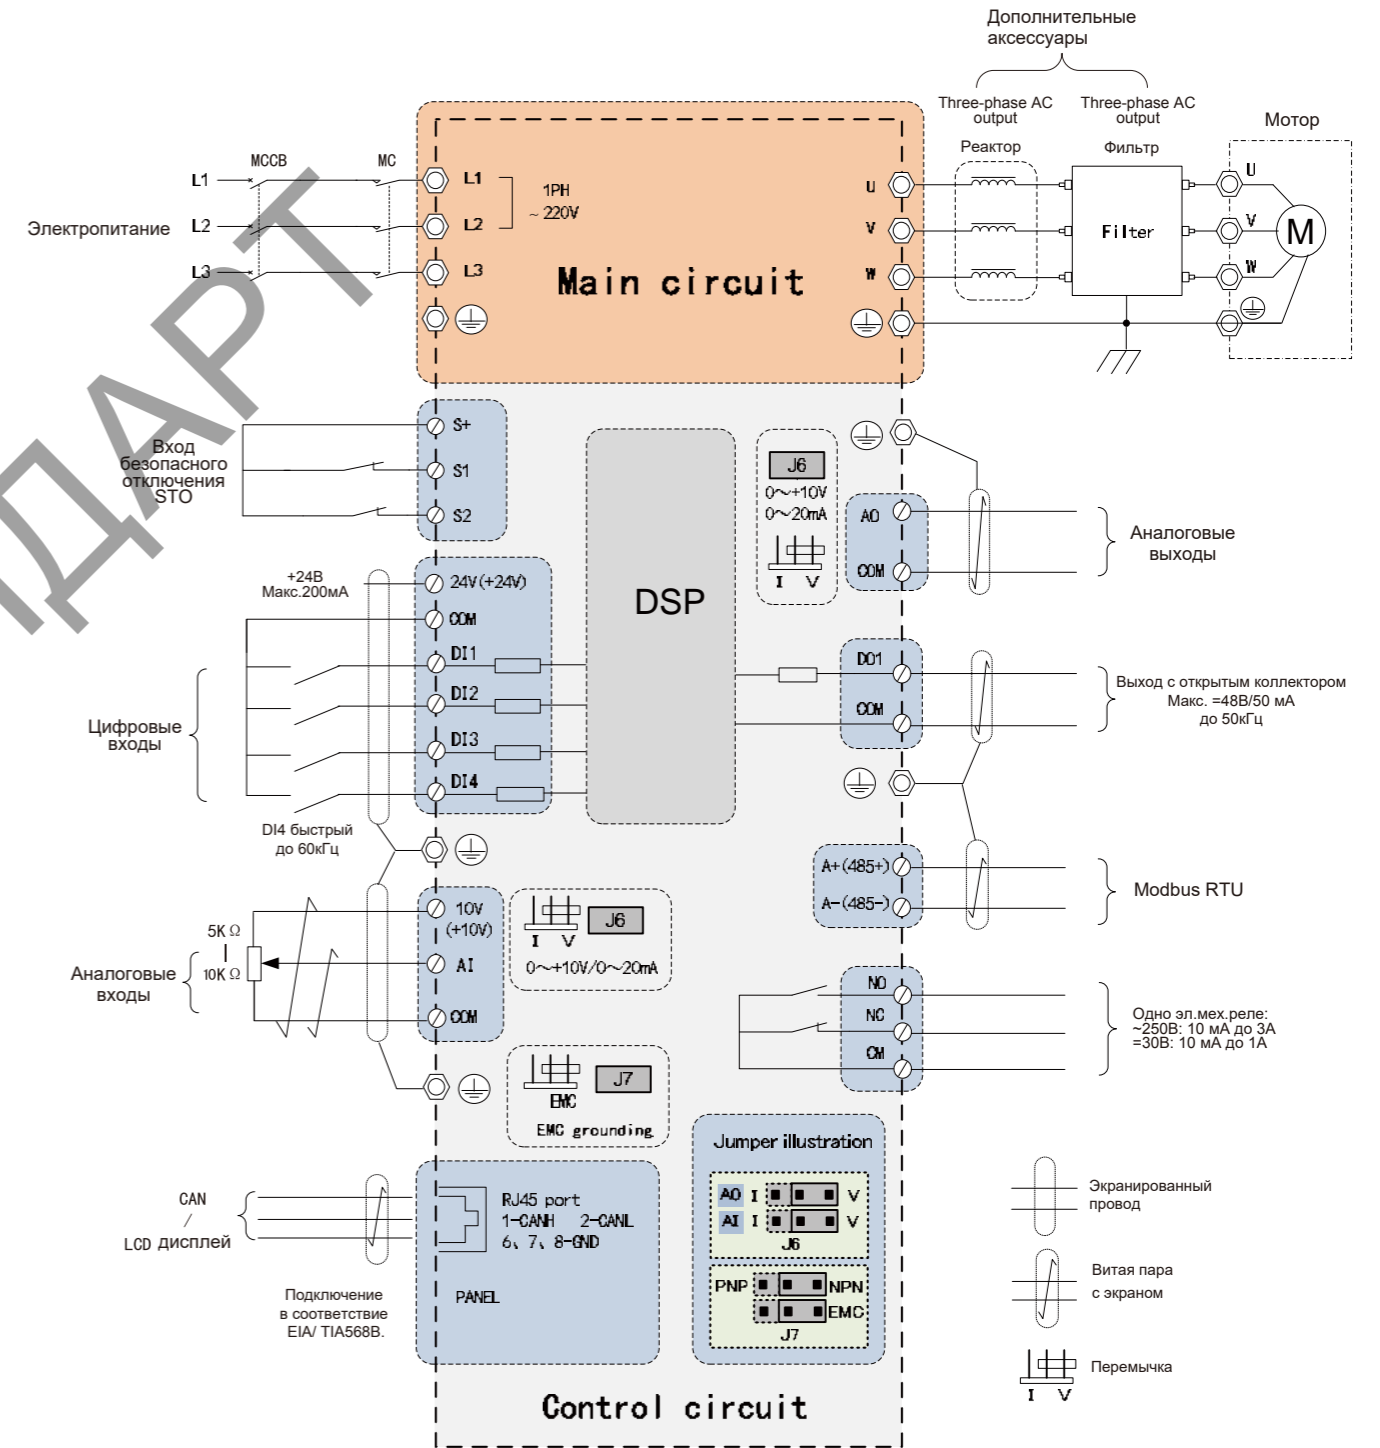 Дополнительные
аксессуары
Three-phase AC
output
Three-phase AC
output
Реактор
Фильтр
Мотор
MCCB
MC
L1
L2
L3
Электропитание
L1
L2
L3
1PH
~ 220V
Main circuit
U
V
W
Filter
U
V
W
M
ДАРТ
Вход
безопасного
отключения
STO
S+
S1
S2
DSP
J6
0～+10V
0～20mA
I V
AO
COM
Аналоговые
выходы
+24В
Макс.200мА
24V(+24V)
COM
DI1
DI2
DI3
DI4
Цифровые
входы
DI4 быстрый
до 60кГц
DO1
COM
Выход с открытым коллектором
Макс. =48В/50 мА
до 50кГц
A+(485+)
A-(485-)
Modbus RTU
5K Ω
10K Ω
Аналоговые
входы
10V
(+10V)
AI
COM
J6
I V
0～+10V/0～20mA
NO
NC
CM
Одно эл.мех.реле:
~250В: 10 мА до 3А
=30В: 10 мА до 1А
J7
EMC
EMC grounding
Jumper illustration
AO I V
AI I V
J6
PNP NPN
EMC
J7
CAN
/
LCD дисплей
RJ45 port
1-CANH 2-CANL
6、7、8-GND
PANEL
Подключение
в соответствие
EIA/ TIA568B.
Экранированный
провод
Витая пара
с экраном
Перемычка
I V
Control circuit